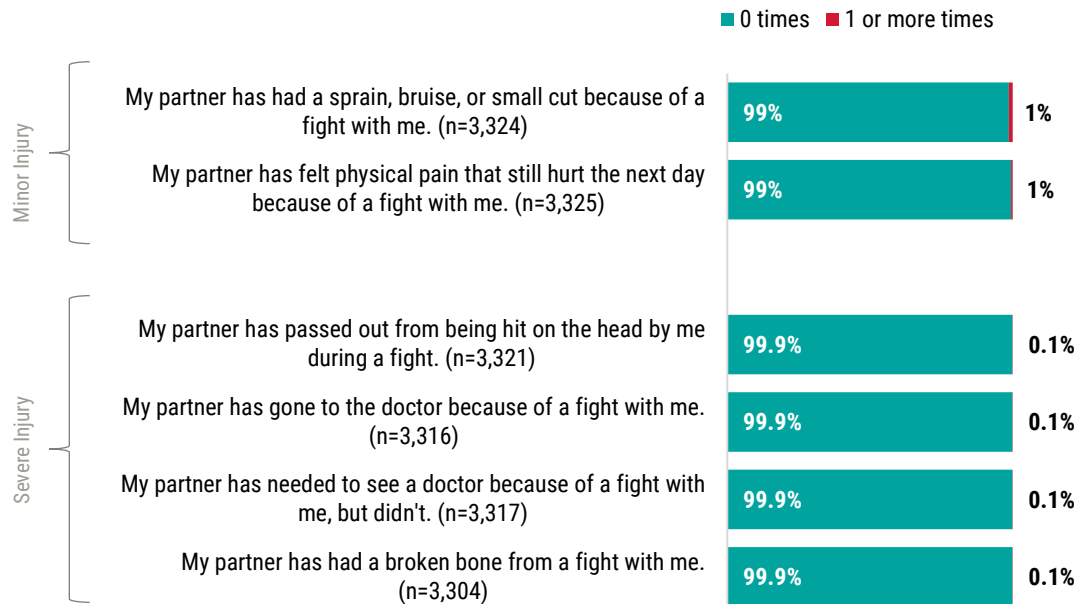 0 times 1 or more times
Minor Injury
My partner has had a sprain, bruise, or small cut because of a
fight with me. (n=3,324)
99% 1%
My partner has felt physical pain that still hurt the next day
because of a fight with me. (n=3,325)
99% 1%
Severe Injury
My partner has passed out from being hit on the head by me
during a fight. (n=3,321)
99.9% 0.1%
My partner has gone to the doctor because of a fight with me.
(n=3,316)
99.9% 0.1%
My partner has needed to see a doctor because of a fight with
me, but didn't. (n=3,317)
99.9% 0.1%
My partner has had a broken bone from a fight with me.
(n=3,304)
99.9% 0.1%